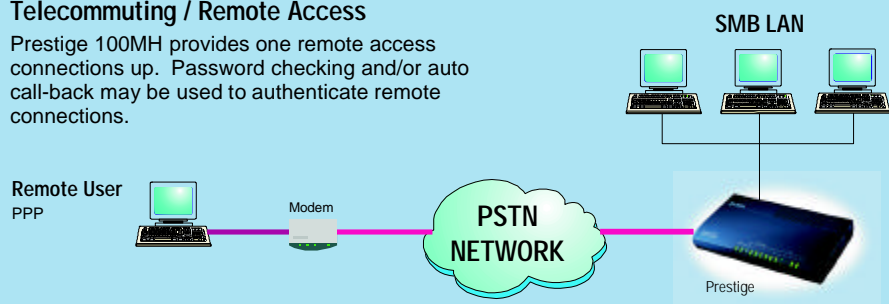 Telecommuting / Remote Access
Prestige 100MH provides one remote access
connections up. Password checking and/or auto
call-back may be used to authenticate remote
connections.
SMB LAN
Remote User
PPP
Modem
PSTN
NETWORK
Prestige